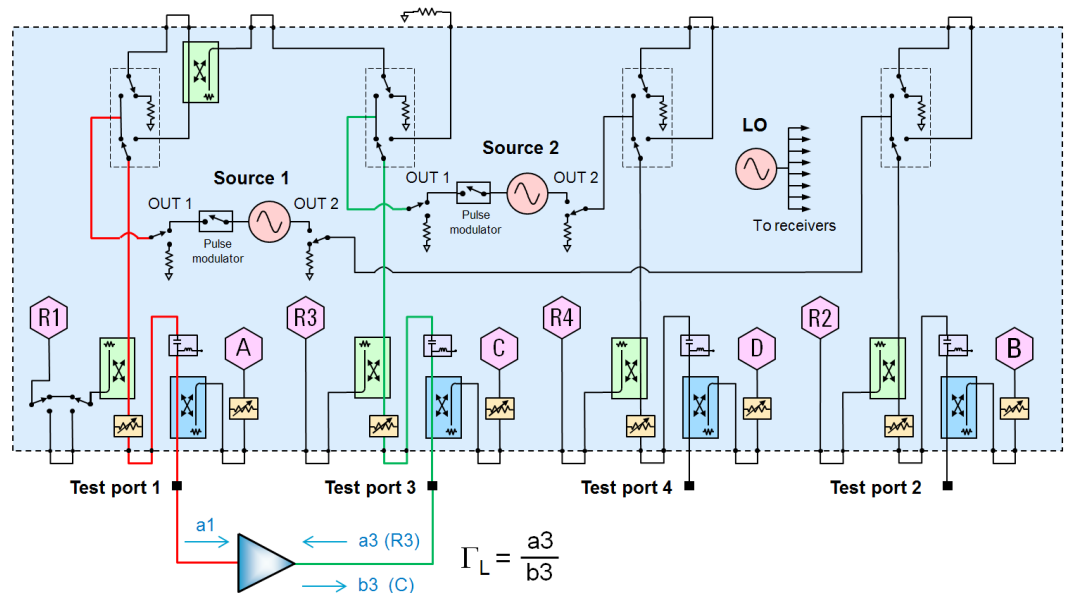 LO
Source 2
Source 1
OUT 1
OUT 2
OUT 1
OUT 2
Pulse
modulator
Pulse
modulator
To receivers
R1
A
R3
C
R4
D
R2
B
Test port 1
Test port 3
Test port 4
Test port 2
a1
a3 (R3)
b3 (C)
ΓL = a3
b3